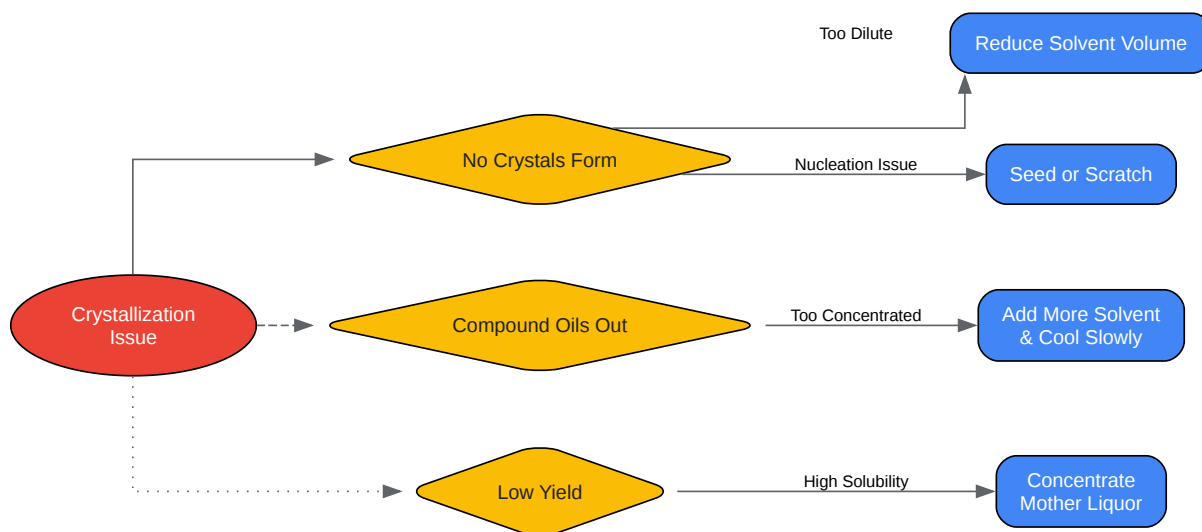 Too Dilute
Reduce Solvent Volume
No Crystals Form
Nucleation Issue
Seed or Scratch
Crystallization
Issue
Compound Oils Out
Too Concentrated
Add More Solvent
& Cool Slowly
Low Yield
High Solubility
Concentrate
Mother Liquor